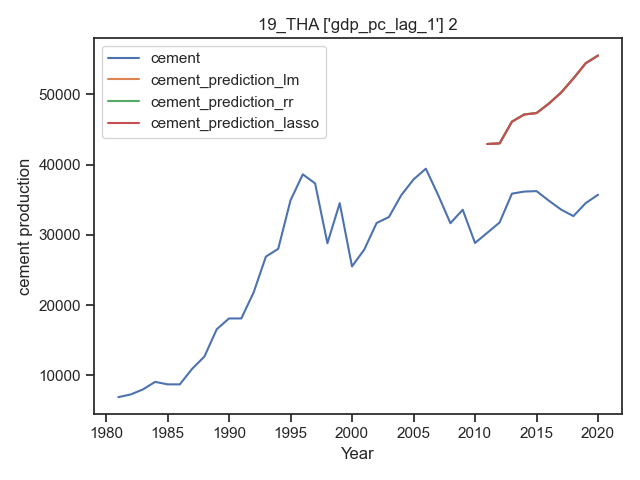 19_THA ['gdp_pc_lag_1'] 2
cement
cement_prediction_lm
cement_prediction_rr
cement_prediction_lasso
cement production
50000
40000
30000
20000
10000
1980 1985 1990 1995 2000 2005 2010 2015 2020
Year